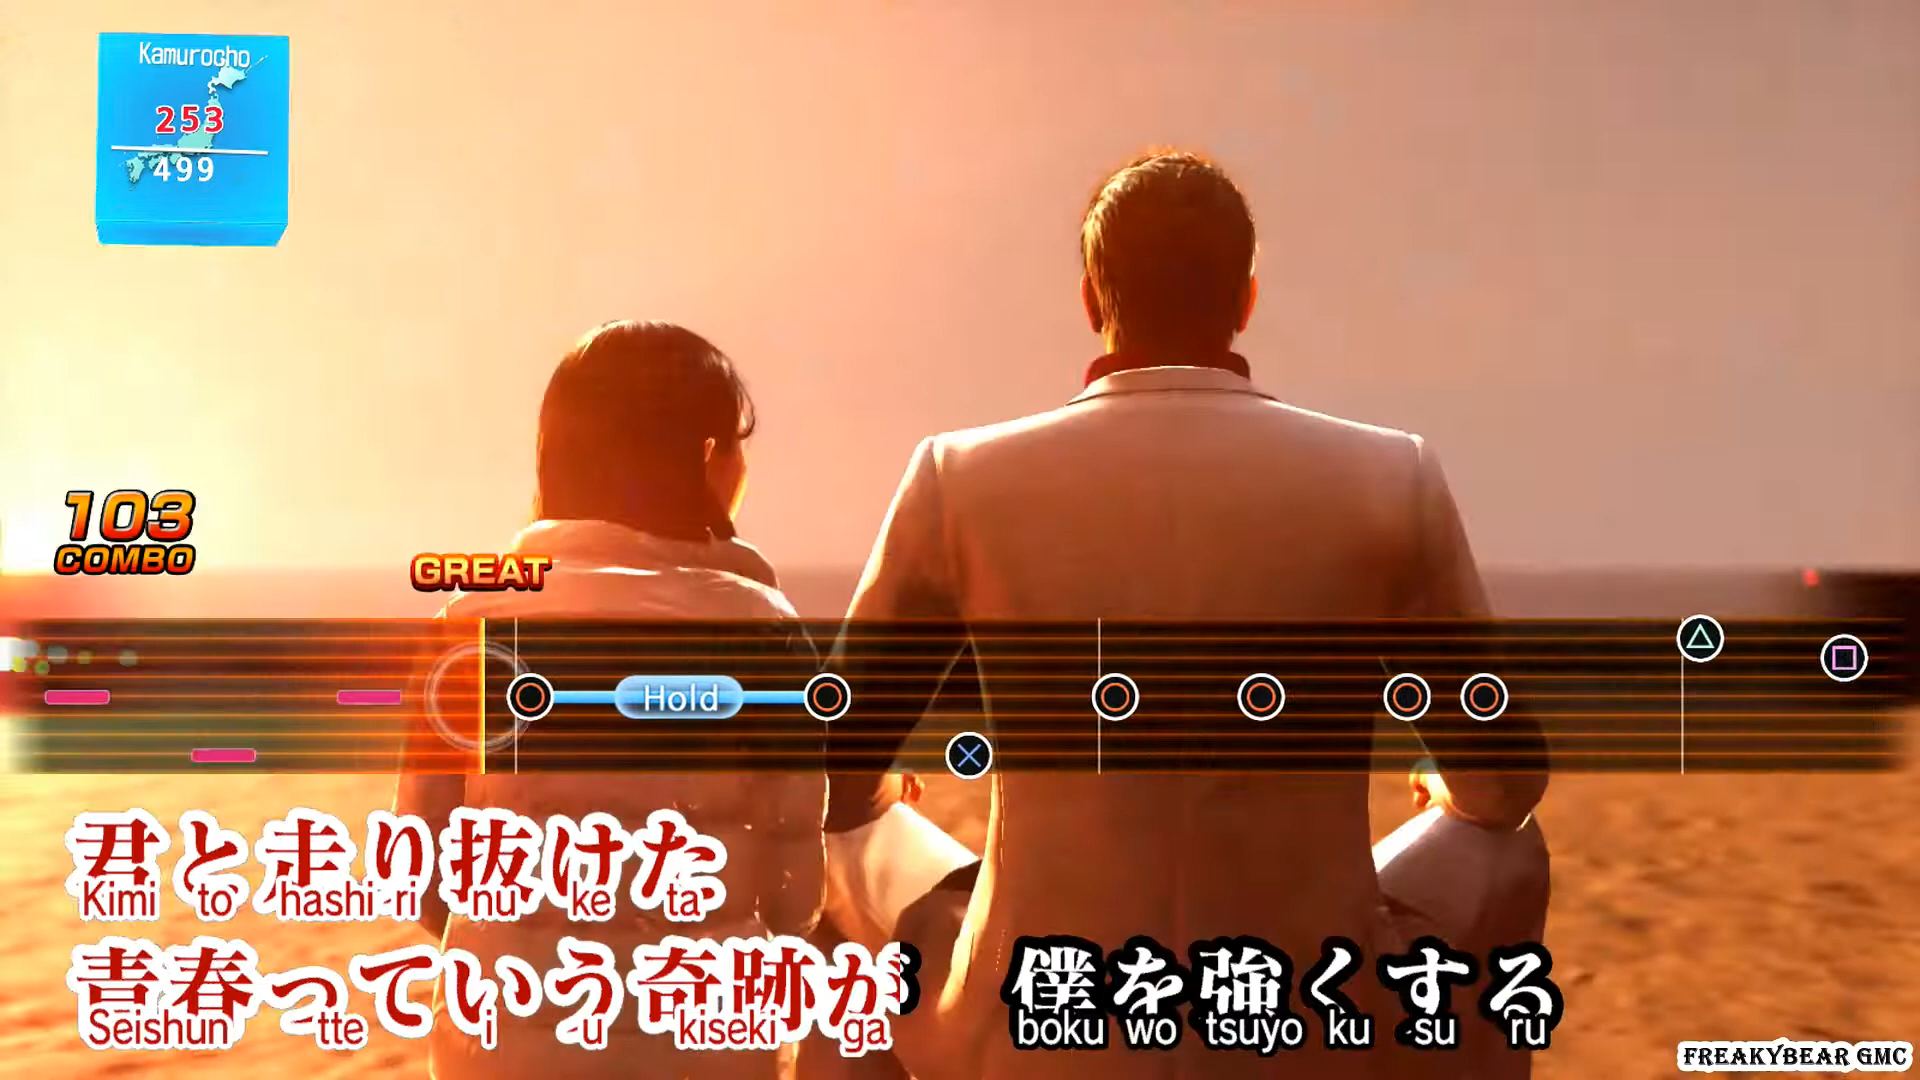 Kamurocho
253
499
103
COMBO
GREAT
Hold
君と走り抜けた
Kimi to hashi ri nu ke ta
青春っていう奇跡が 僕を強くする
Seishun tte i u kiseki ga boku wo tsuyo ku su ru
FREAKYBEAR GMC